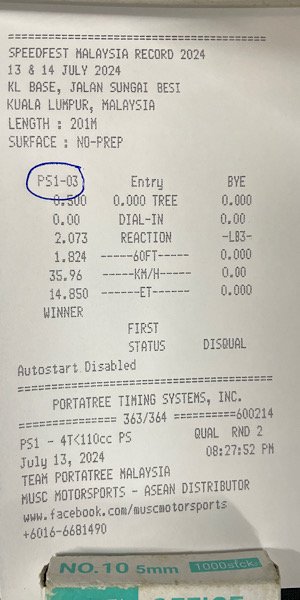 SPEEDFEST MALAYSIA RECORD 2024
13 & 14 JULY 2024
KL BASE, JALAN SUNGAI BESI
KUALA LUMPUR, MALAYSIA
LENGTH : 201M
SURFACE : NO-PREP
PS1-03 Entry BYE
0.500 0.000 TREE 0.000
0.00 DIAL-IN 0.00
2.073 REACTION -LB3-
1.824 -----60FT----- 0.000
35.96 -----KM/H----- 0.00
14.850 ------ET------ 0.000
WINNER
FIRST
STATUS DISQUAL
Autostart Disabled
PORTATREE TIMING SYSTEMS, INC.
=============== 363/364 ==========600214
PS1 - 4T<110cc PS QUAL RND 2
July 13, 2024 08:27:52 PM
TEAM PORTATREE MALAYSIA
MUSC MOTORSPORTS - ASEAN DISTRIBUTOR
www.facebook.com/muscmotorsports
+6016-6681490
NO.10 5mm 1000stck